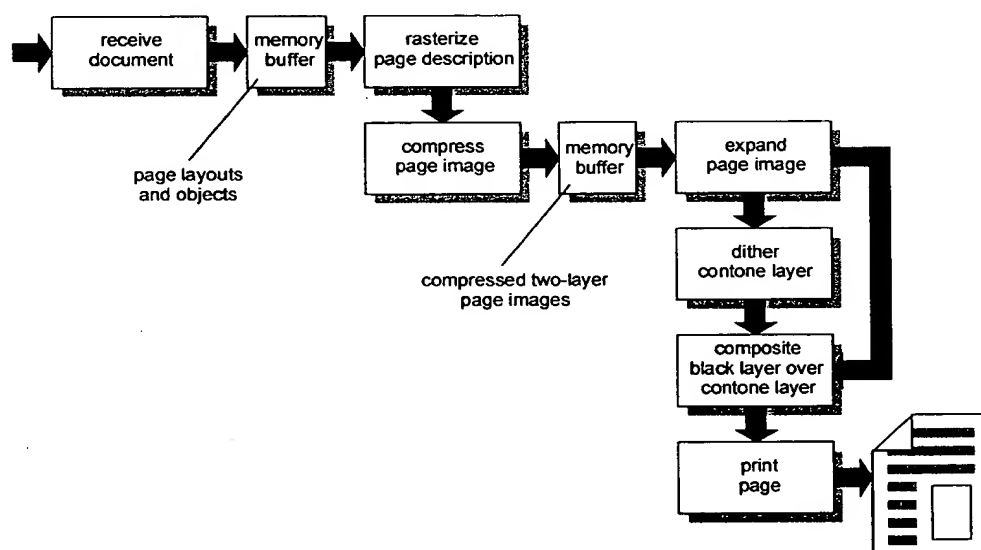 receive
document
memory
buffer
rasterize
page description
page layouts
and objects
compress
page image
memory
buffer
expand
page image
compressed two-layer
page images
dither
contone layer
composite
black layer over
contone layer
print
page